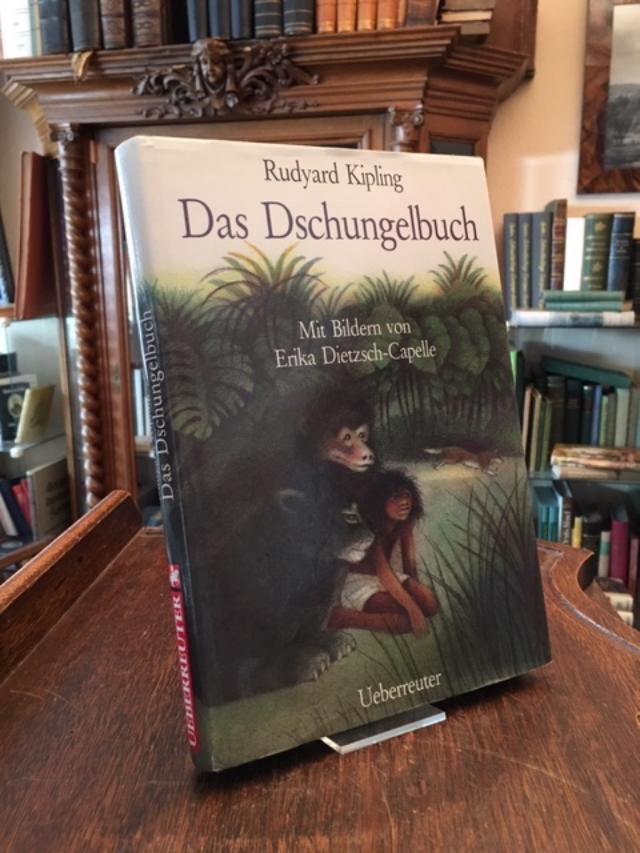 Rudyard Kipling
Das Dschungelbuch
Mit Bildern von
Erika Dietzsch-Capelle
Ueberreuter
Das Dschungelbuch
UEBERREUTER